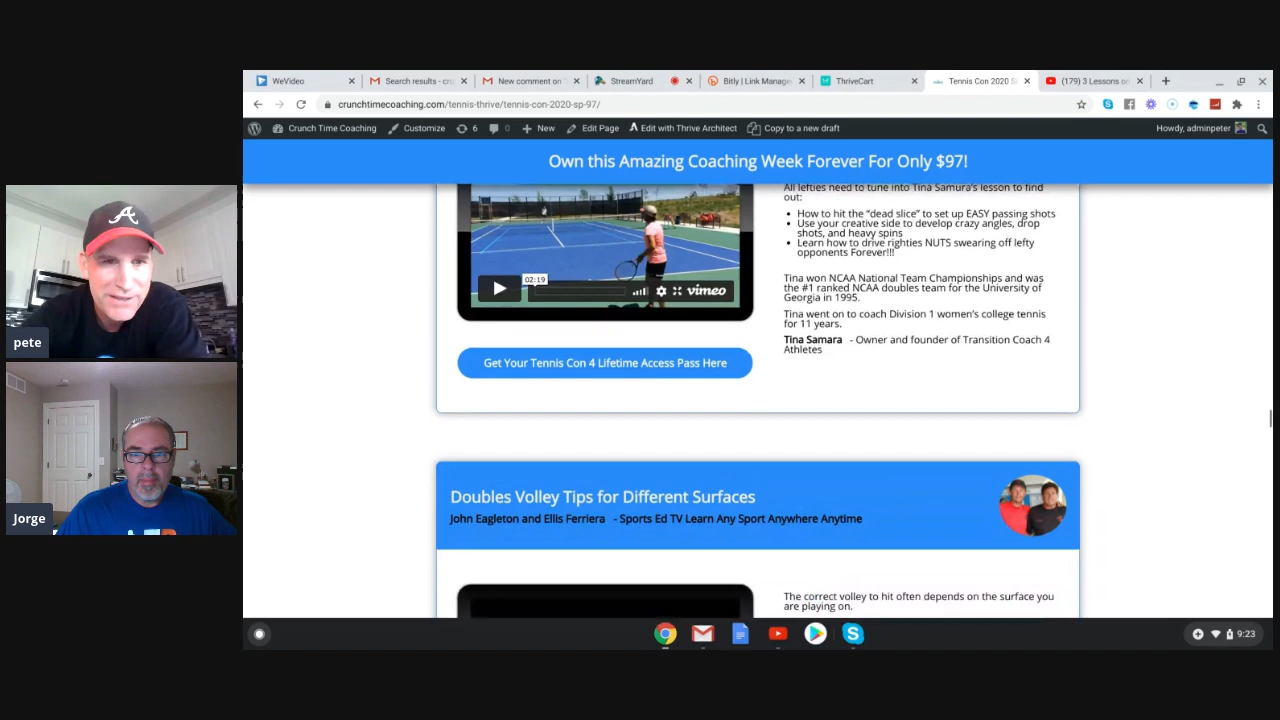 WeVideo
Search results - cru
New comment on "
StreamYard
Bitly | Link Manage
ThriveCart
Tennis Con 2020 S
(179) 3 Lessons on
crunchtimecoaching.com/tennis-thrive/tennis-con-2020-sp-97/
Crunch Time Coaching
Customize
6
0
New
Edit Page
Edit with Thrive Architect
Copy to a new draft
Howdy, adminpeter
Own this Amazing Coaching Week Forever For Only $97!
All lefties need to tune into Tina Samura's lesson to find
out:
• How to hit the "dead slice" to set up EASY passing shots
• Use your creative side to develop crazy angles, drop
shots, and heavy spins
• Learn how to drive righties NUTS swearing off lefty
opponents Forever!!!
02:19
vimeo
Tina won NCAA National Team Championships and was
the #1 ranked NCAA doubles team for the University of
Georgia in 1995.
Tina went on to coach Division 1 women's college tennis
for 11 years.
Tina Samara - Owner and founder of Transition Coach 4
Athletes
Get Your Tennis Con 4 Lifetime Access Pass Here
Doubles Volley Tips for Different Surfaces
John Eagleton and Ellis Ferriera - Sports Ed TV Learn Any Sport Anywhere Anytime
The correct volley to hit often depends on the surface you
are playing on.
9:23
A
pete
Jorge